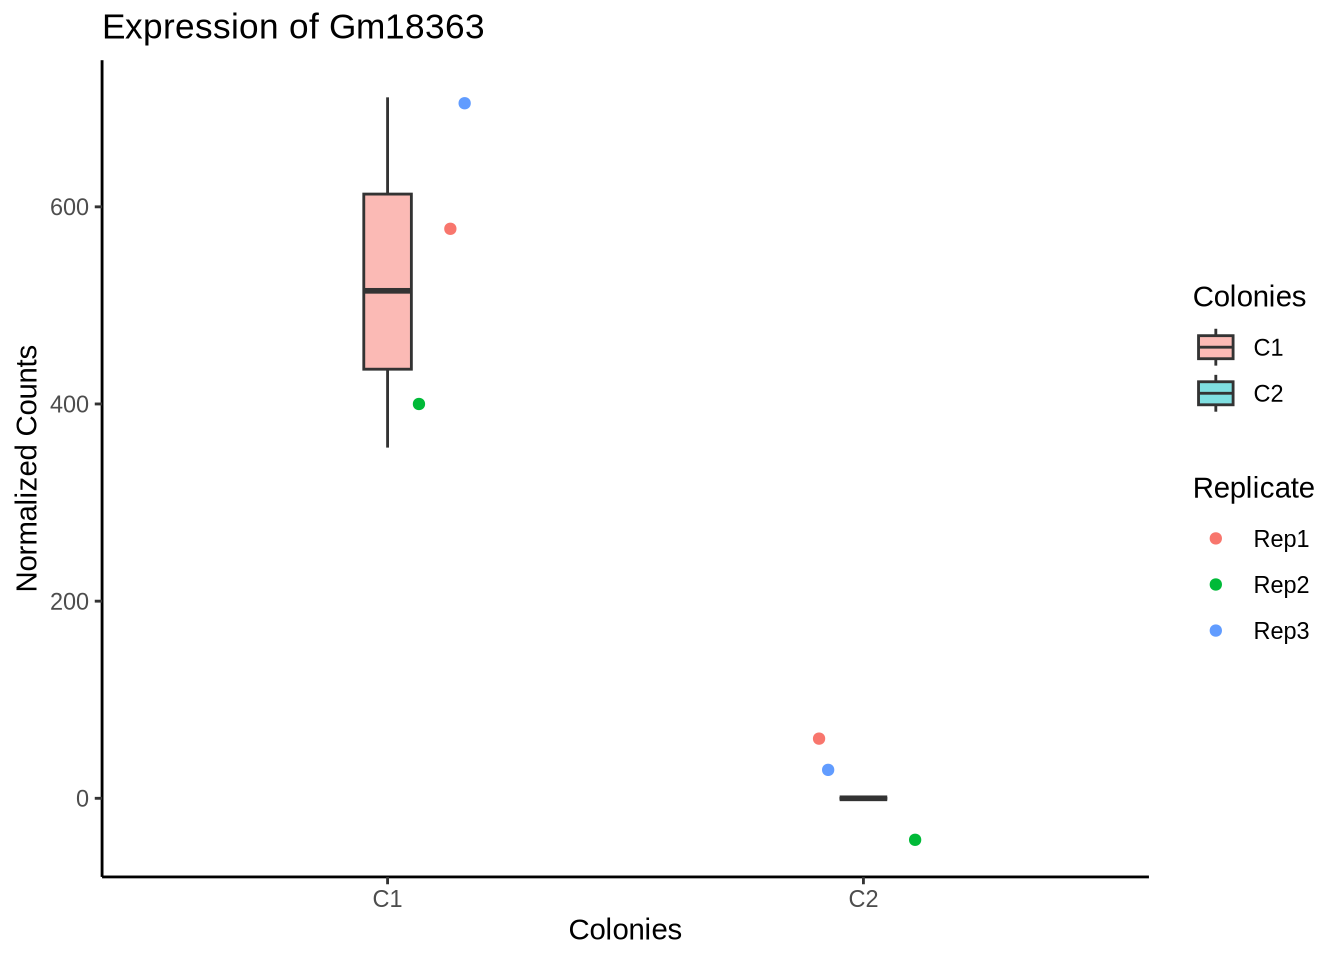 Expression of Gm18363
Normalized Counts
600
400
200
0
C1
C2
Colonies
Colonies
C1
C2
Replicate
Rep1
Rep2
Rep3